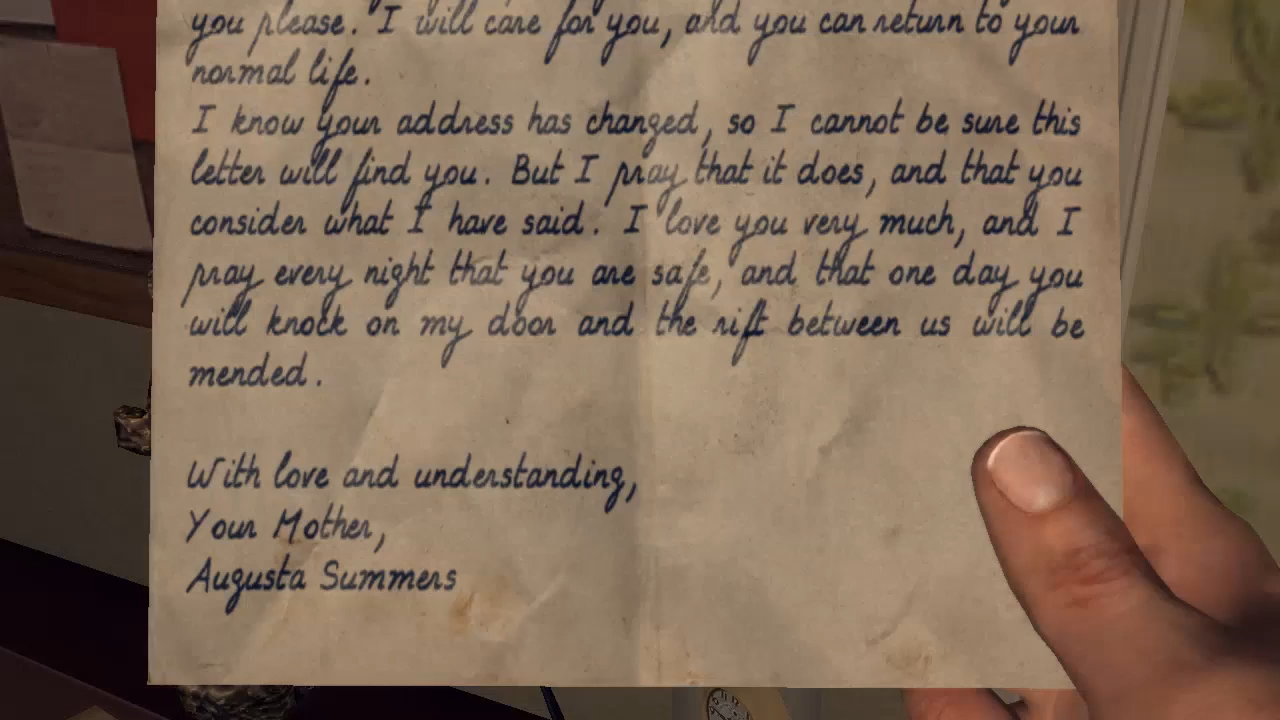 you please. I will care for you, and you can return to your
normal life.
I know your address has changed, so I cannot be sure this
letter will find you. But I pray that it does, and that you
consider what I have said. I love you very much, and I
pray every night that you are safe, and that one day you
will knock on my door and the rift between us will be
mended.
With love and understanding,
Your Mother,
Augusta Summers